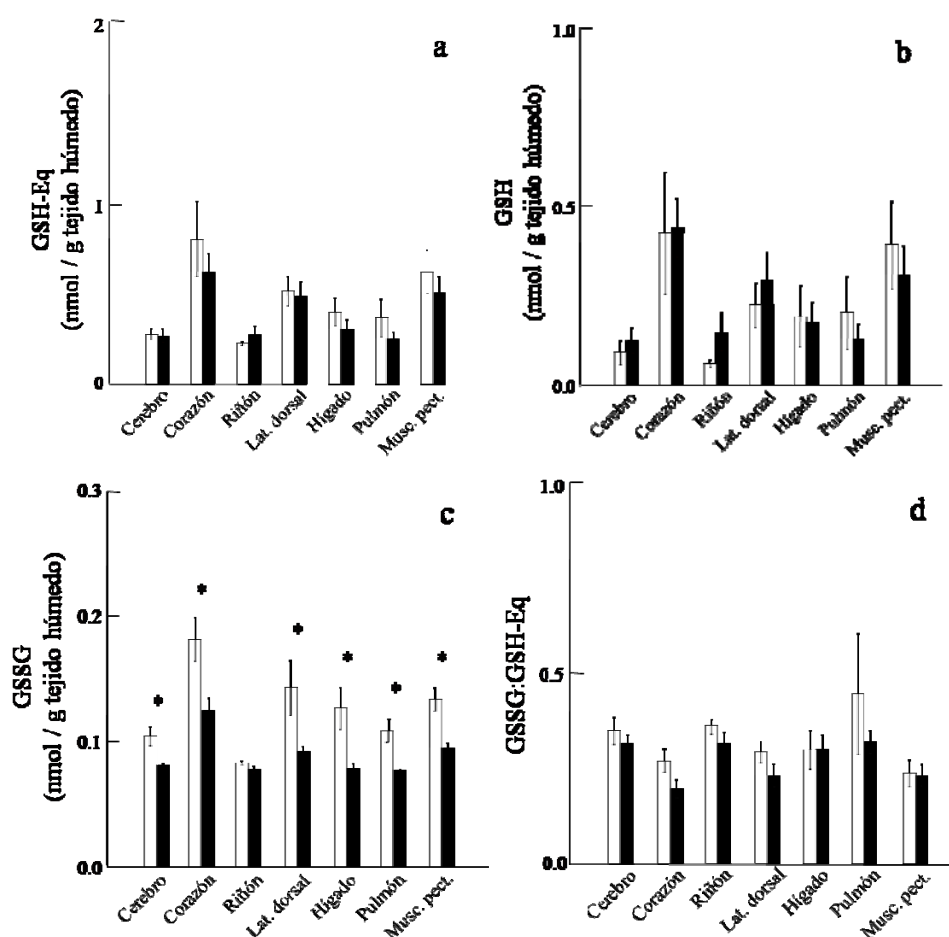 a
GSH-Eq
(nmol / g tejido húmedo)
2
1
0
Cerebro
Corazón
Riñón
Lat. dorsal
Hígado
Pulmón
Musc. pect.
b
GSH
(nmol / g tejido húmedo)
1.0
0.5
0.0
Cerebro
Corazón
Riñón
Lat. dorsal
Hígado
Pulmón
Musc. pect.
c
GSSG
(nmol / g tejido húmedo)
0.3
0.2
0.1
0.0
*
*
*
*
*
*
Cerebro
Corazón
Riñón
Lat. dorsal
Hígado
Pulmón
Musc. pect.
d
GSSG:GSH-Eq
1.0
0.5
0.0
Cerebro
Corazón
Riñón
Lat. dorsal
Hígado
Pulmón
Musc. pect.